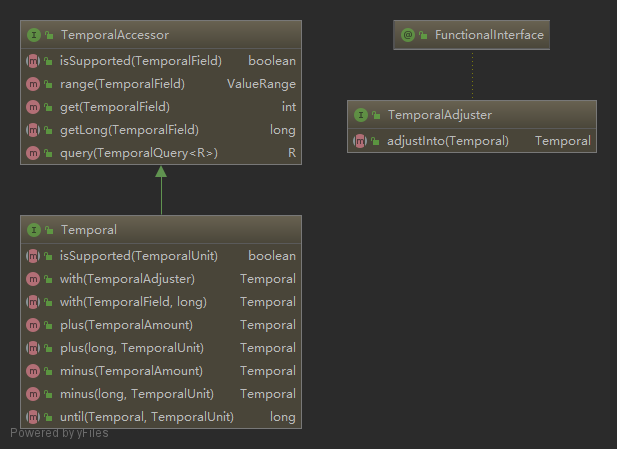 TemporalAccessor
isSupported(TemporalField) boolean
range(TemporalField) ValueRange
get(TemporalField) int
getLong(TemporalField) long
query(TemporalQuery<R>) R
FunctionalInterface
TemporalAdjuster
adjustInto(Temporal) Temporal
Temporal
isSupported(TemporalUnit) boolean
with(TemporalAdjuster) Temporal
with(TemporalField, long) Temporal
plus(TemporalAmount) Temporal
plus(long, TemporalUnit) Temporal
minus(TemporalAmount) Temporal
minus(long, TemporalUnit) Temporal
until(Temporal, TemporalUnit) long
Powered by yFiles